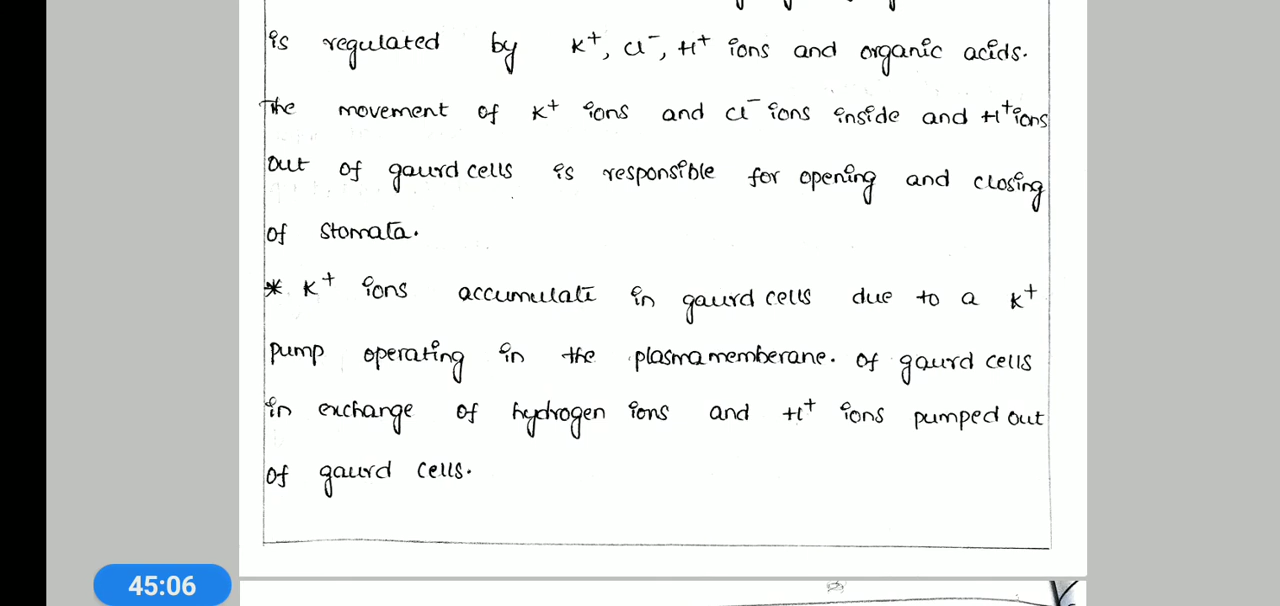 is regulated by K+, Cl-, H+ ions and organic acids.
The movement of K+ ions and Cl- ions inside and H+ ions
out of gaurd cells is responsible for opening and closing
of stomata.
* K+ ions accumulate in gaurd cells due to a K+
pump operating in the plasmamemberane. of gaurd cells
in exchange of hydrogen ions and H+ ions pumped out
of gaurd cells.
45:06